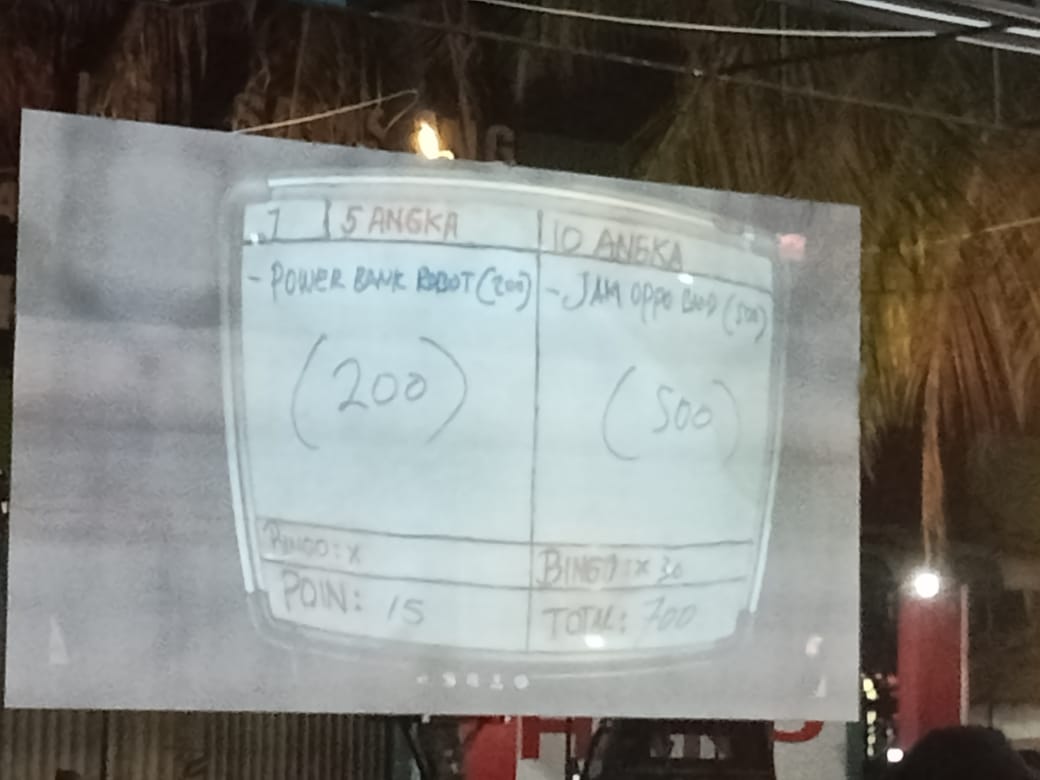 1 5 ANGKA 10 ANGKA
- POWER BANK ROBOT (200) - JAM OPPO BAND (500)
(200) (500)
BINGO: X BINGO: X 30
POIN: 15 TOTAL: 700